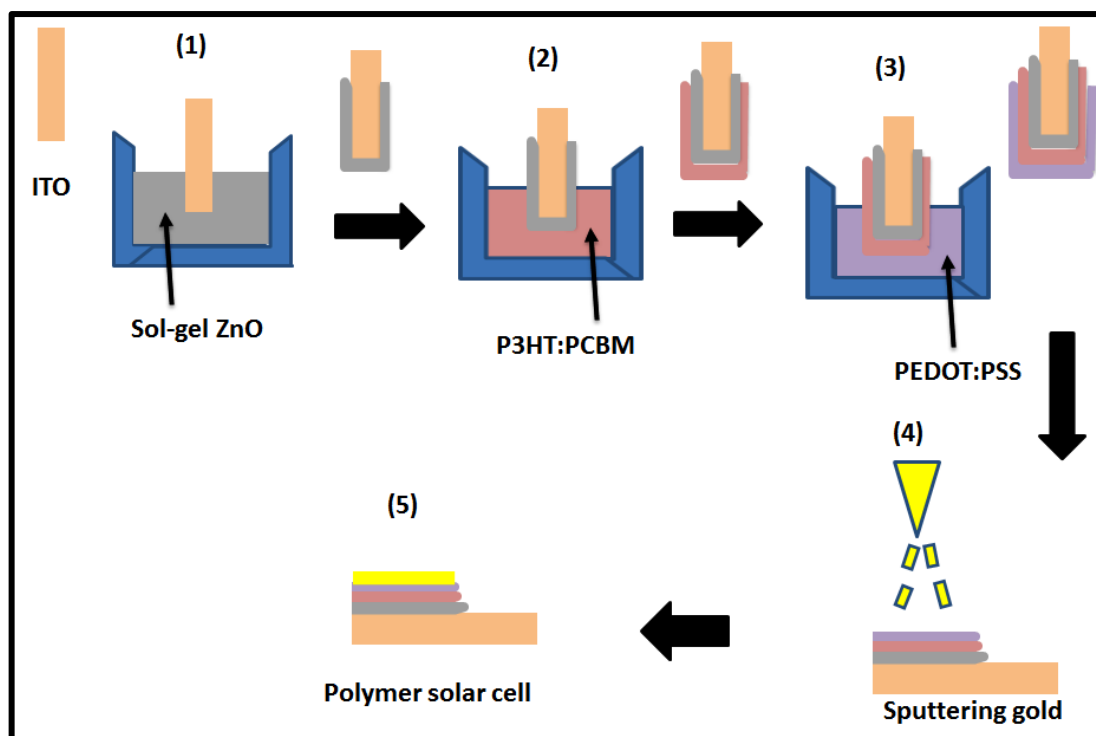 (1)
(2)
(3)
ITO
Sol-gel ZnO
P3HT:PCBM
PEDOT:PSS
(4)
(5)
Polymer solar cell
Sputtering gold